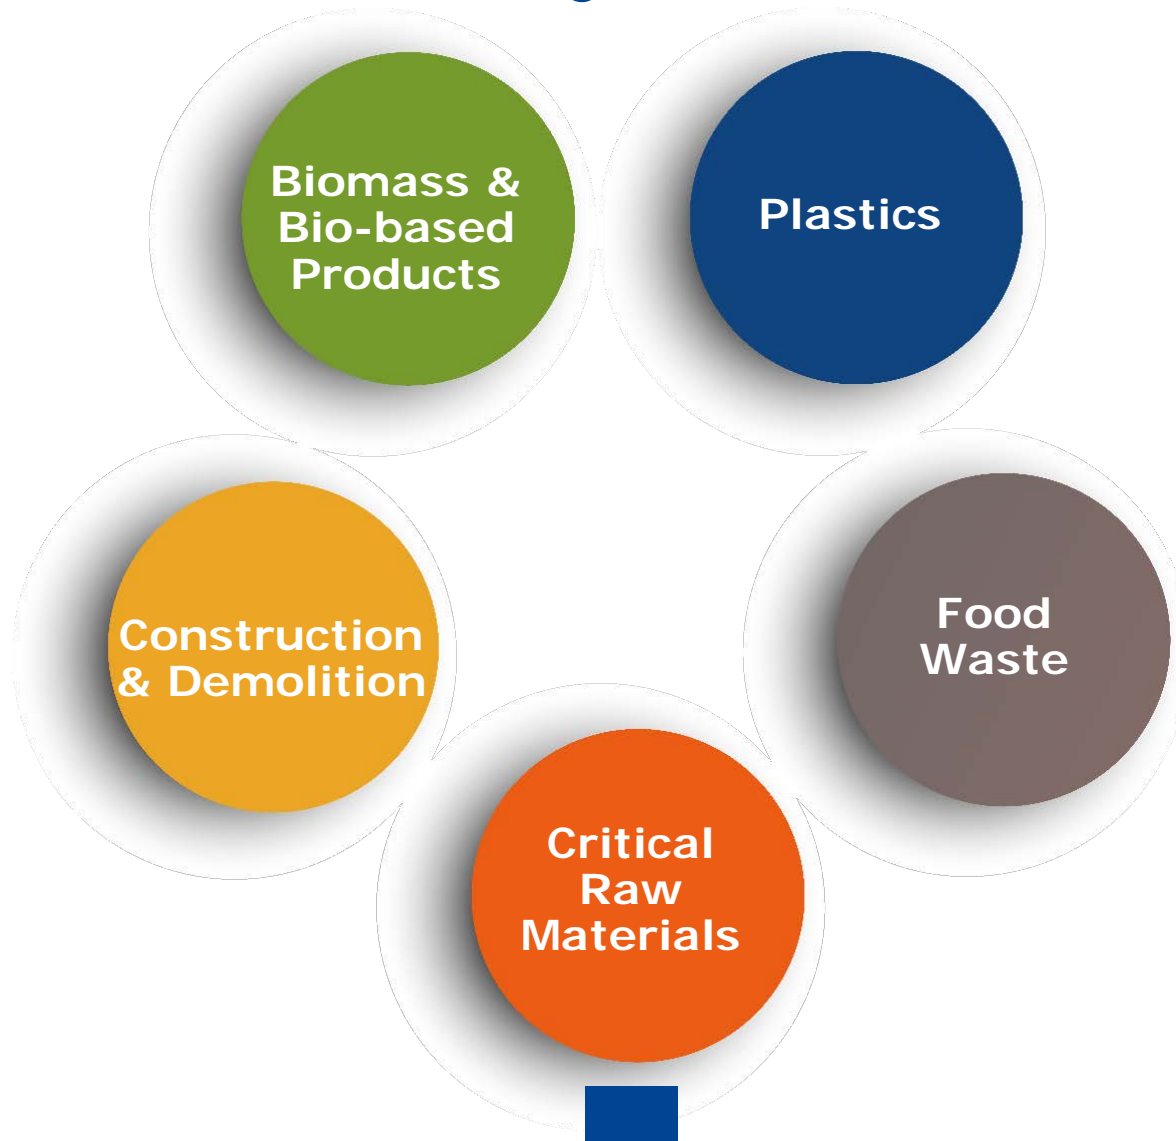 Biomass &
Bio-based
Products
Plastics
Construction
& Demolition
Food
Waste
Critical
Raw
Materials